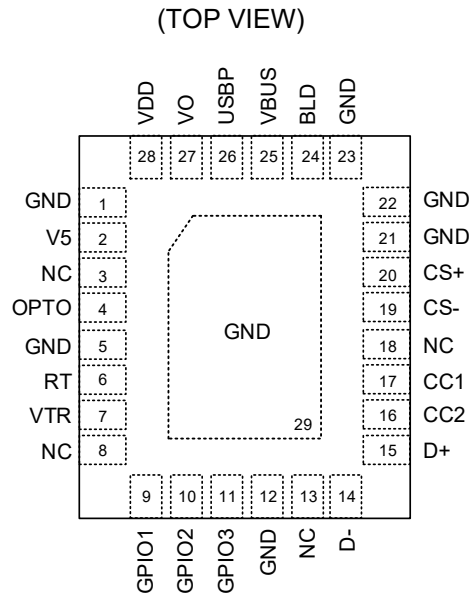 (TOP VIEW)
VDD
VO
USBP
VBUS
BLD
GND
28
27
26
25
24
23
GND 1
V5 2
NC 3
OPTO 4
GND 5
RT 6
VTR 7
NC 8
GND
29
22 GND
21 GND
20 CS+
19 CS-
18 NC
17 CC1
16 CC2
15 D+
9
10
11
12
13
14
GPIO1
GPIO2
GPIO3
GND
NC
D-